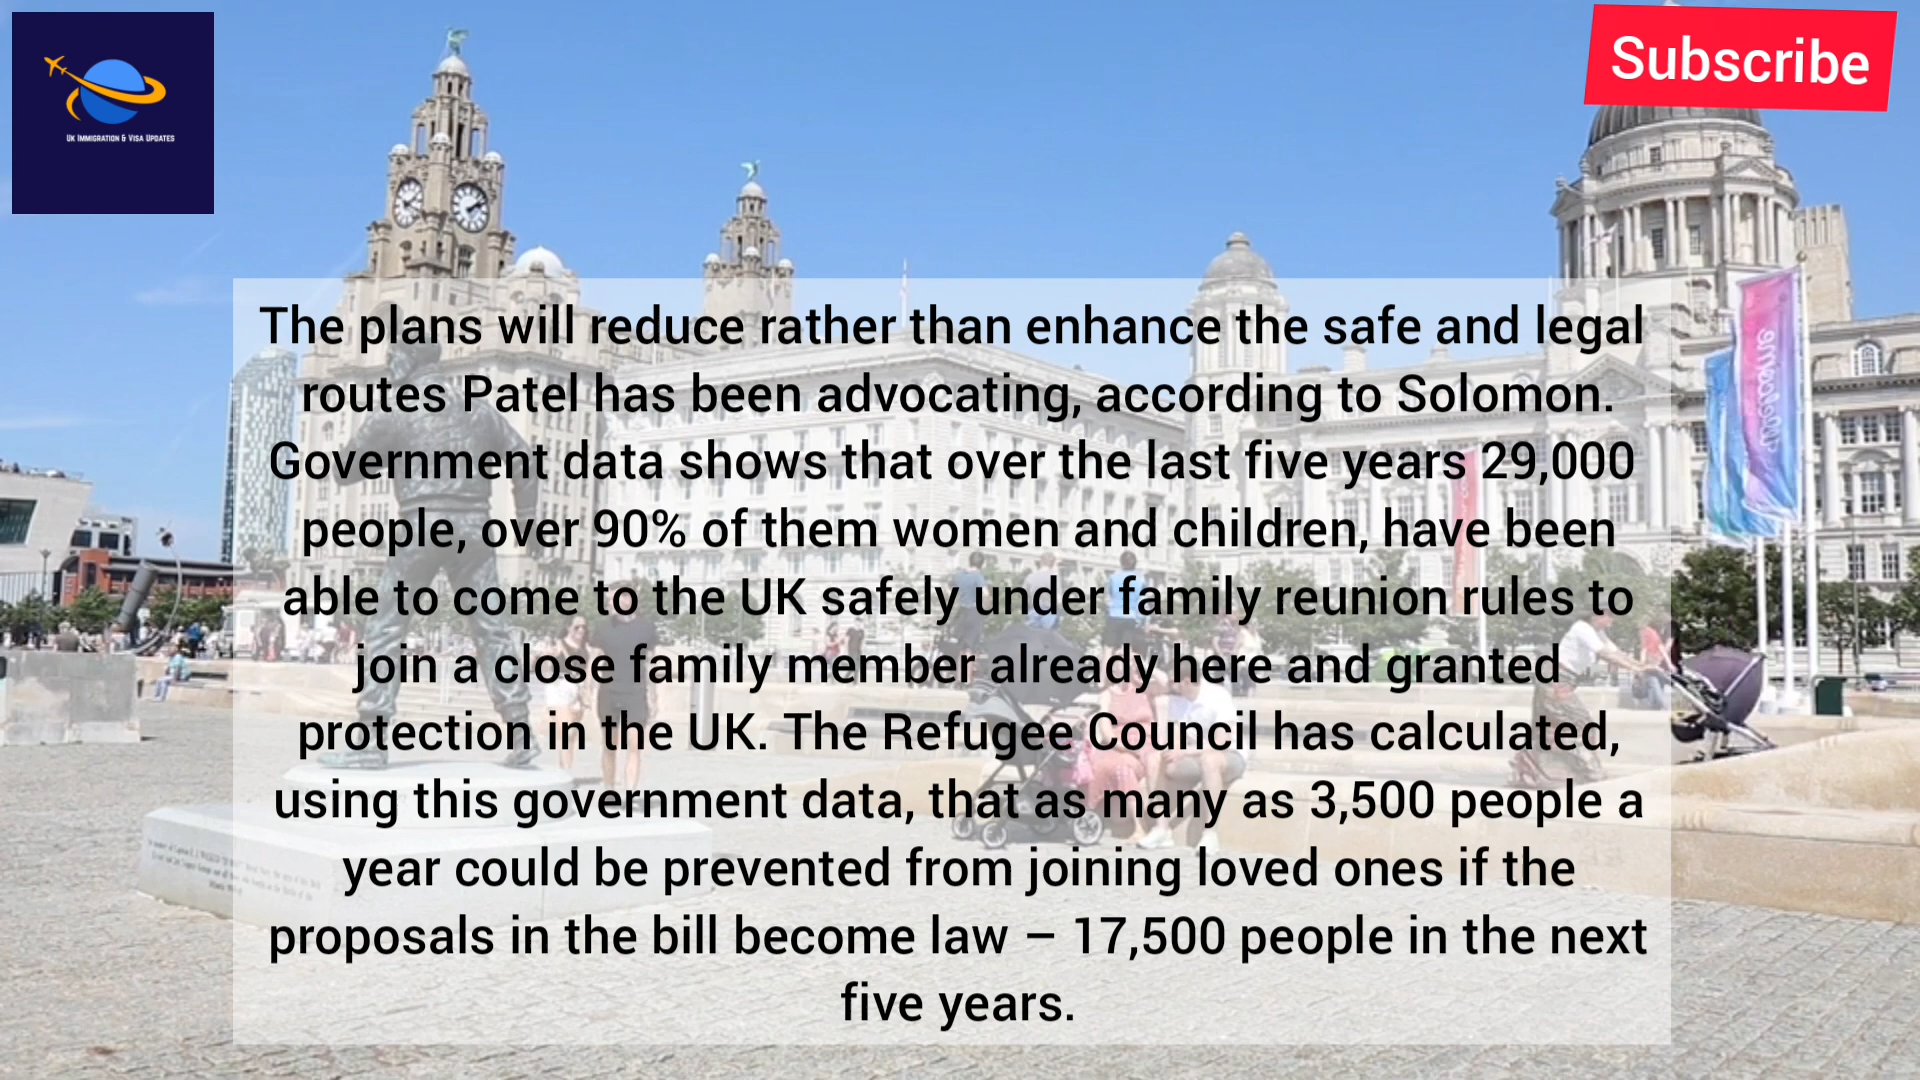 UK IMMIGRATION & VISA UPDATES
Subscribe
Welcome
The plans will reduce rather than enhance the safe and legal
routes Patel has been advocating, according to Solomon.
Government data shows that over the last five years 29,000
people, over 90% of them women and children, have been
able to come to the UK safely under family reunion rules to
join a close family member already here and granted
protection in the UK. The Refugee Council has calculated,
using this government data, that as many as 3,500 people a
year could be prevented from joining loved ones if the
proposals in the bill become law – 17,500 people in the next
five years.